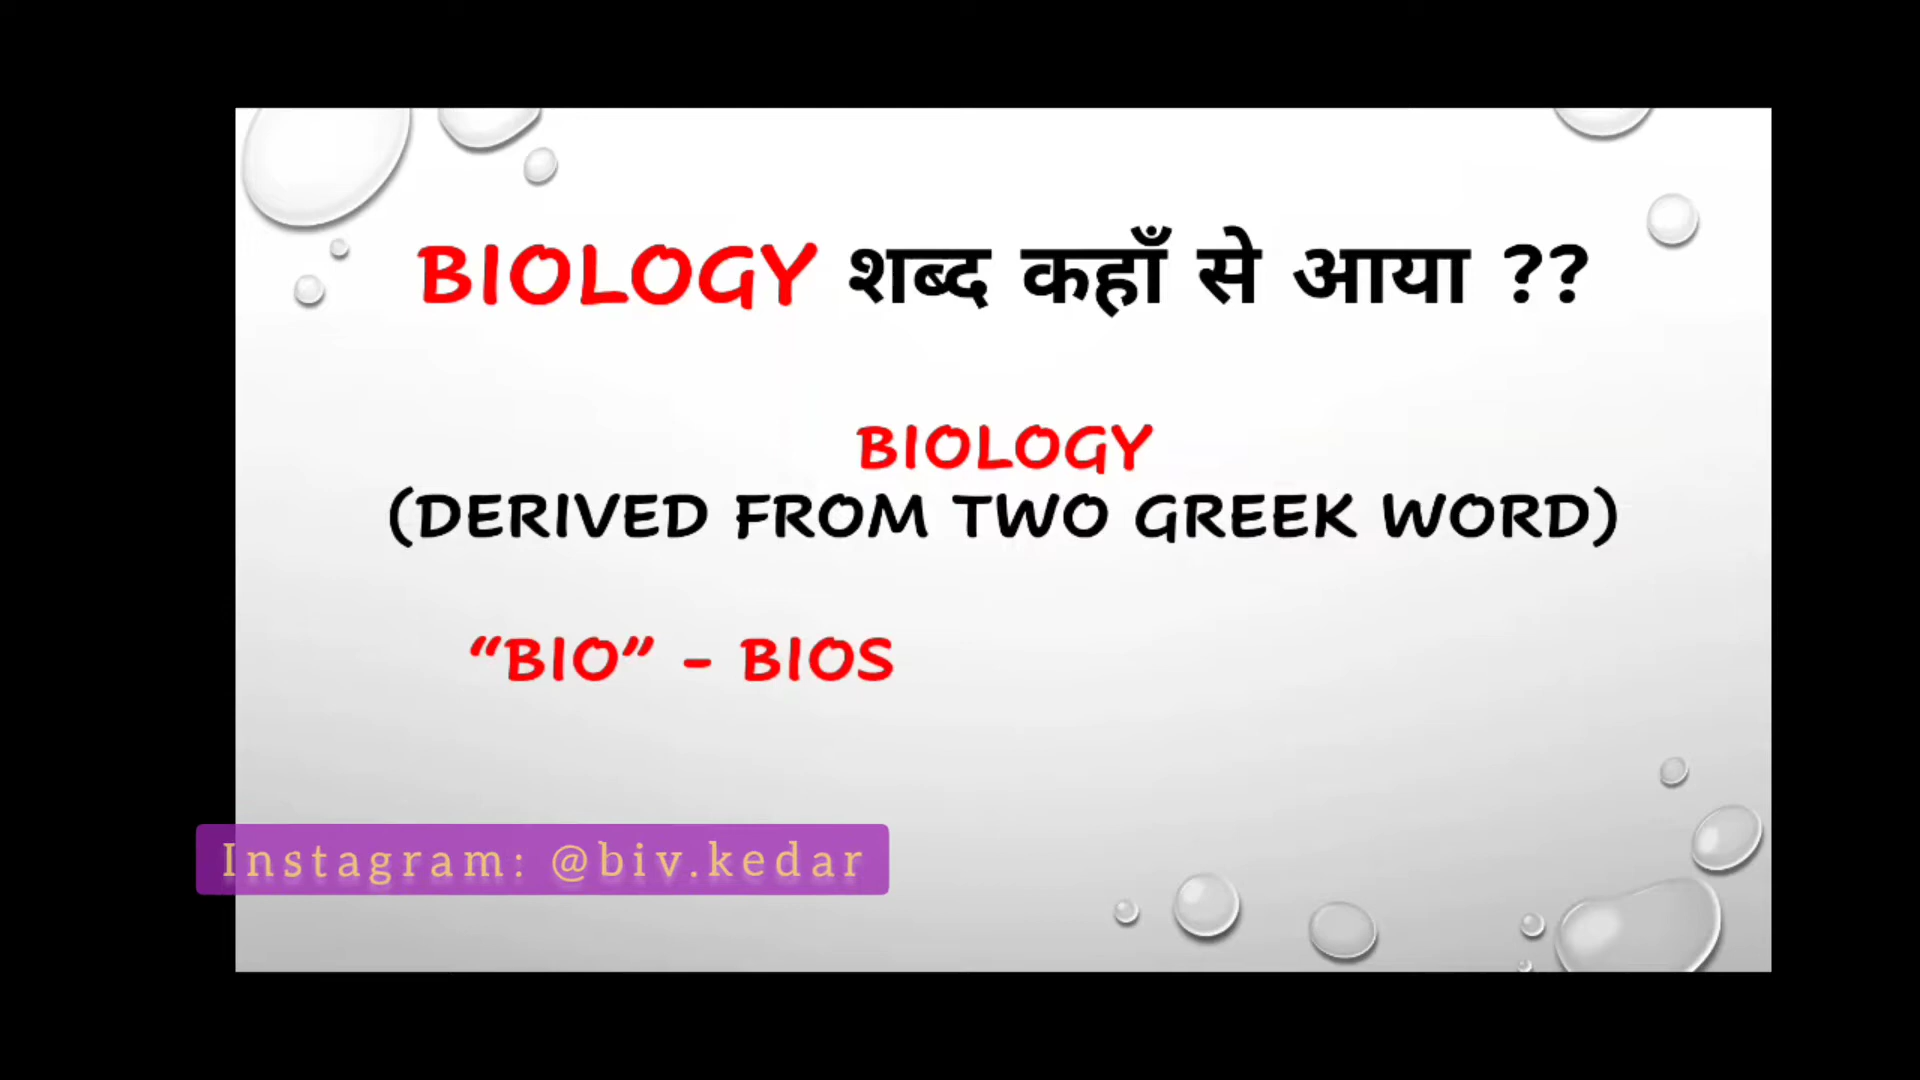 BIOLOGY शब्द कहाँ से आया ??
BIOLOGY
(DERIVED FROM TWO GREEK WORD)
“BIO” - BIOS
Instagram: @biv.kedar